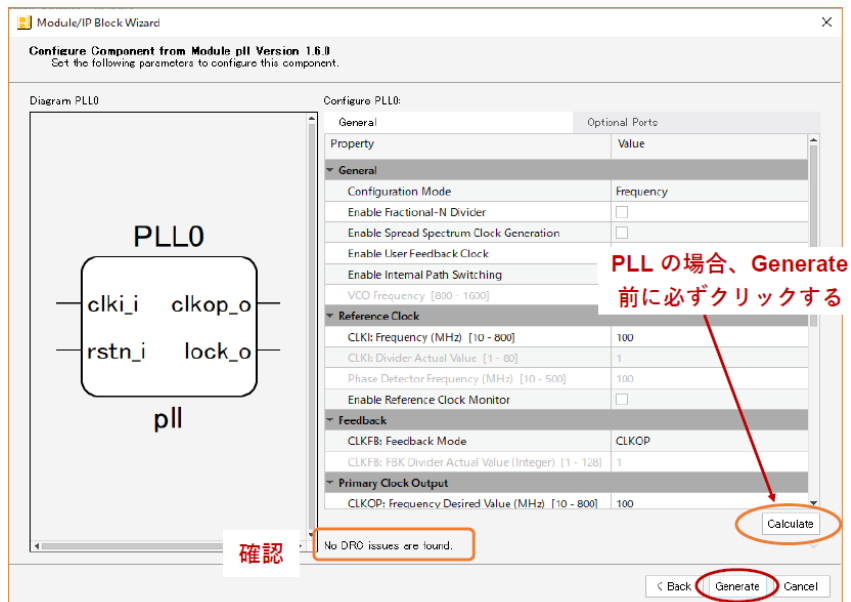 Module/IP Block Wizard
Configure Component from Module pll Version 1.6.0
Set the following parameters to configure this component.
Diagram PLL0
Configure PLL0:
General
Optional Ports
Property
Value
General
Configuration Mode
Frequency
Enable Fractional-N Divider
Enable Spread Spectrum Clock Generation
Enable User Feedback Clock
Enable Internal Path Switching
VCO Frequency [800 - 1600]
Reference Clock
CLKI: Frequency (MHz) [10 - 800]
100
CLKI: Divider Actual Value [1 - 80]
1
Phase Detector Frequency (MHz) [10 - 500]
100
Enable Reference Clock Monitor
Feedback
CLKFB: Feedback Mode
CLKOP
CLKFB: FBK Divider Actual Value (Integer) [1 - 128]
1
Primary Clock Output
CLKOP: Frequency Desired Value (MHz) [10 - 800]
100
PLL0
clki_i
clkop_o
rstn_i
lock_o
pll
PLL の場合、Generate
前に必ずクリックする
Calculate
確認
No DRC issues are found.
< Back
Generate
Cancel